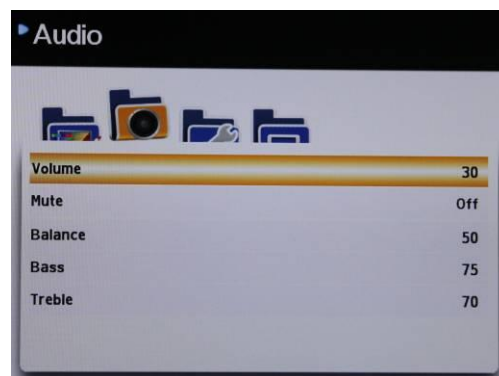 Audio
Volume 30
Mute Off
Balance 50
Bass 75
Treble 70